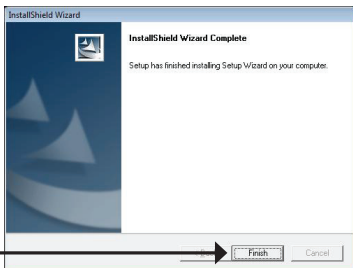 InstallShield Wizard
InstallShield Wizard Complete
Setup has finished installing Setup Wizard on your computer.
Finish
Cancel